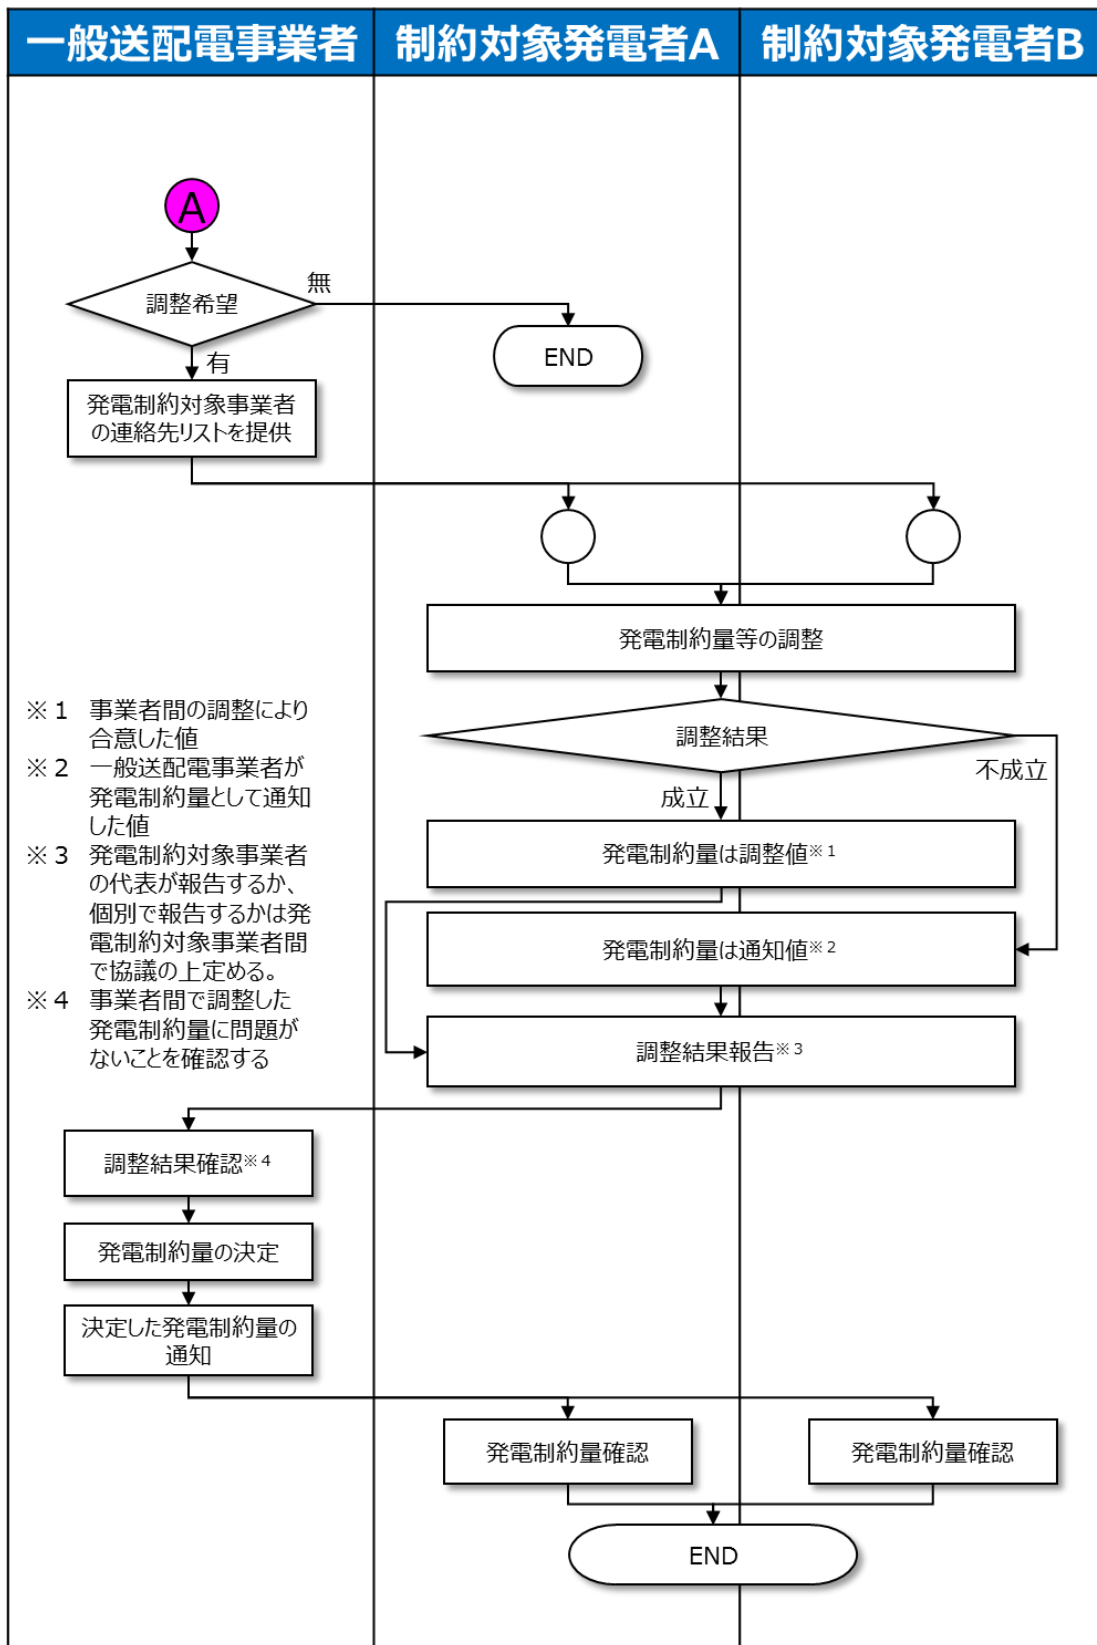 一般送配電事業者
制約対象発電者A
制約対象発電者B
A
調整希望
無
END
有
発電制約対象事業者
の連絡先リストを提供
発電制約量等の調整
調整結果
不成立
成立
発電制約量は調整値※1
発電制約量は通知値※2
調整結果報告※3
※1 事業者間の調整により
合意した値
※2 一般送配電事業者が
発電制約量として通知
した値
※3 発電制約対象事業者
の代表が報告するか、
個別で報告するかは発
電制約対象事業者間
で協議の上定める。
※4 事業者間で調整した
発電制約量に問題が
ないことを確認する
調整結果確認※4
発電制約量の決定
決定した発電制約量の
通知
発電制約量確認
発電制約量確認
END